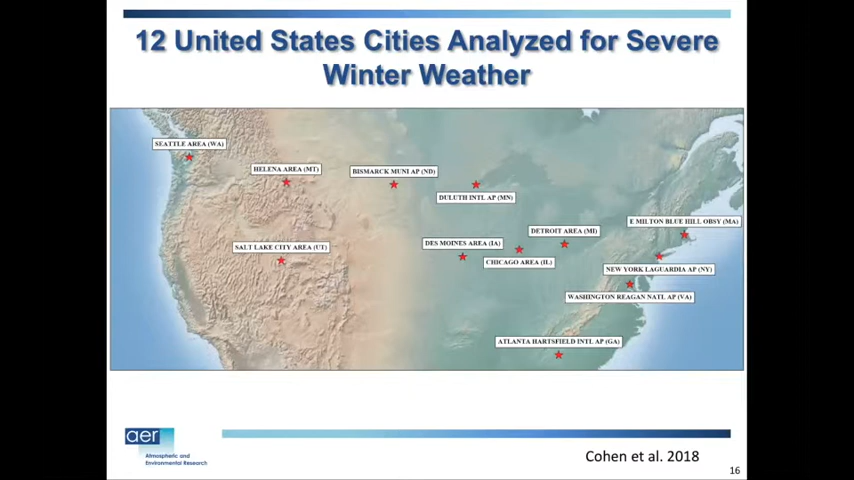 12 United States Cities Analyzed for Severe
Winter Weather
SEATTLE AREA (WA)
HELENA AREA (MT)
BISMARCK MUNI AP (ND)
DULUTH INTL AP (MN)
E MILTON BLUE HILL OBSY (MA)
DETROIT AREA (MI)
SALT LAKE CITY AREA (UT)
DES MOINES AREA (IA)
CHICAGO AREA (IL)
NEW YORK LAGUARDIA AP (NY)
WASHINGTON REAGAN NATL AP (VA)
ATLANTA HARTSFIELD INTL AP (GA)
aer
Atmospheric and
Environmental Research
Cohen et al. 2018
16